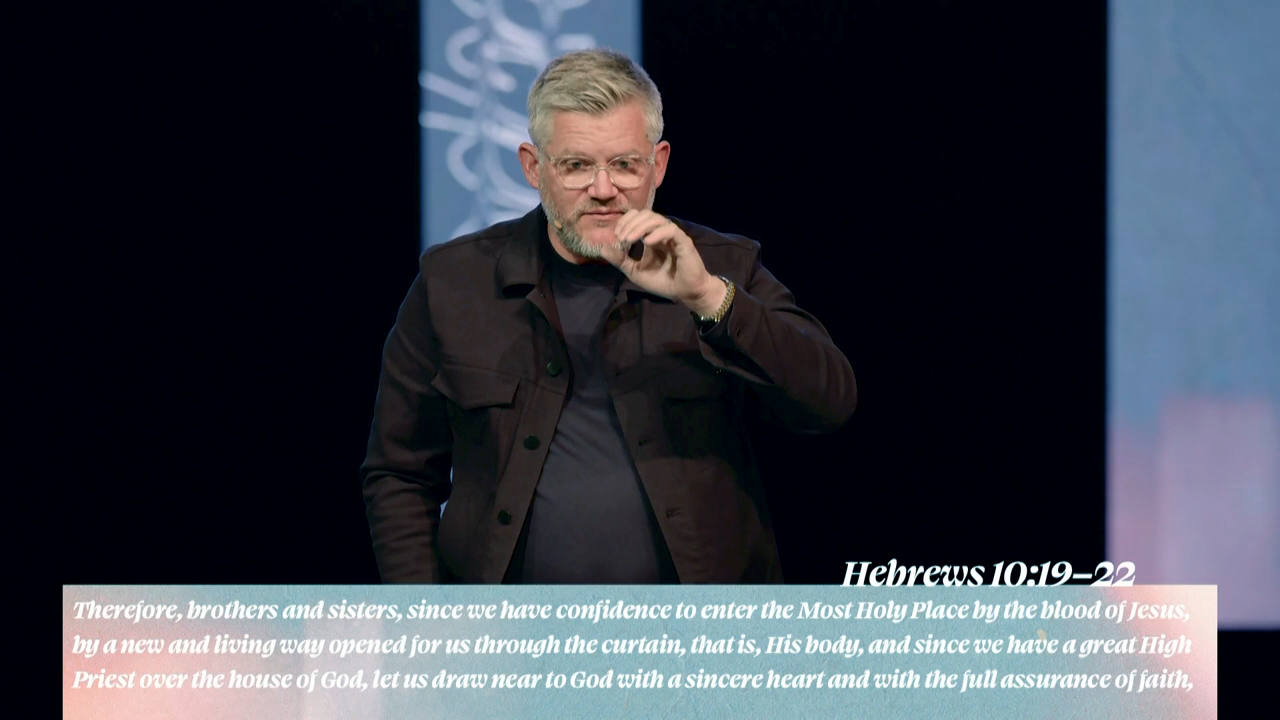 Hebrews 10:19–22
Therefore, brothers and sisters, since we have confidence to enter the Most Holy Place by the blood of Jesus,
by a new and living way opened for us through the curtain, that is, His body, and since we have a great High
Priest over the house of God, let us draw near to God with a sincere heart and with the full assurance of faith,